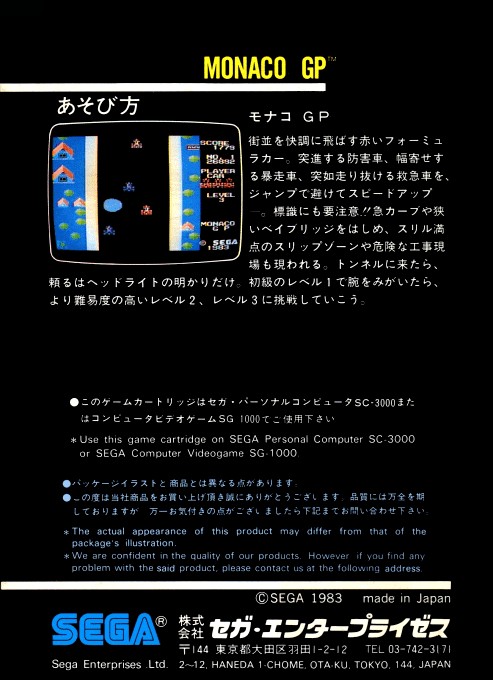 MONACO GP™
あそび方
モナコ GP
街並を快調に飛ばす赤いフォーミュ
ラカー。突進する防害車、幅寄せす
る暴走車、突如走り抜ける救急車を、
ジャンプで避けてスピードアップ
―。標識にも要注意!!急カーブや狭
いベイブリッジをはじめ、スリル満
点のスリップゾーンや危険な工事現
場も現われる。トンネルに来たら、
頼るはヘッドライトの明かりだけ。初級のレベル1で腕をみがいたら、
より難易度の高いレベル2、レベル3に挑戦していこう。
SCORE
1779
NO. 1
26892
PLAYER
CAR
LEVEL
3
MONACO
GP
© SEGA
1983
●このゲームカートリッジはセガ・パーソナルコンピュータSC-3000また
はコンピュータビデオゲームSG-1000でご使用下さい
*Use this game cartridge on SEGA Personal Computer SC-3000
or SEGA Computer Videogame SG-1000.
●パッケージイラストと商品とは異なる点があります。
●この度は当社商品をお買い上げ頂き誠にありがとうございます。品質には万全を期
しておりますが 万一お気付きの点がございましたら下記までお問い合わせ下さい。
*The actual appearance of this product may differ from that of the
package's illustration.
*We are confident in the quality of our products. However if you find any
problem with the said product, please contact us at the following address.
©SEGA 1983 made in Japan
SEGA® 株式会社 セガ・エンタープライゼス
〒144 東京都大田区羽田1-2-12 TEL 03-742-3171
Sega Enterprises .Ltd. 2~12, HANEDA 1-CHOME, OTA-KU, TOKYO, 144, JAPAN